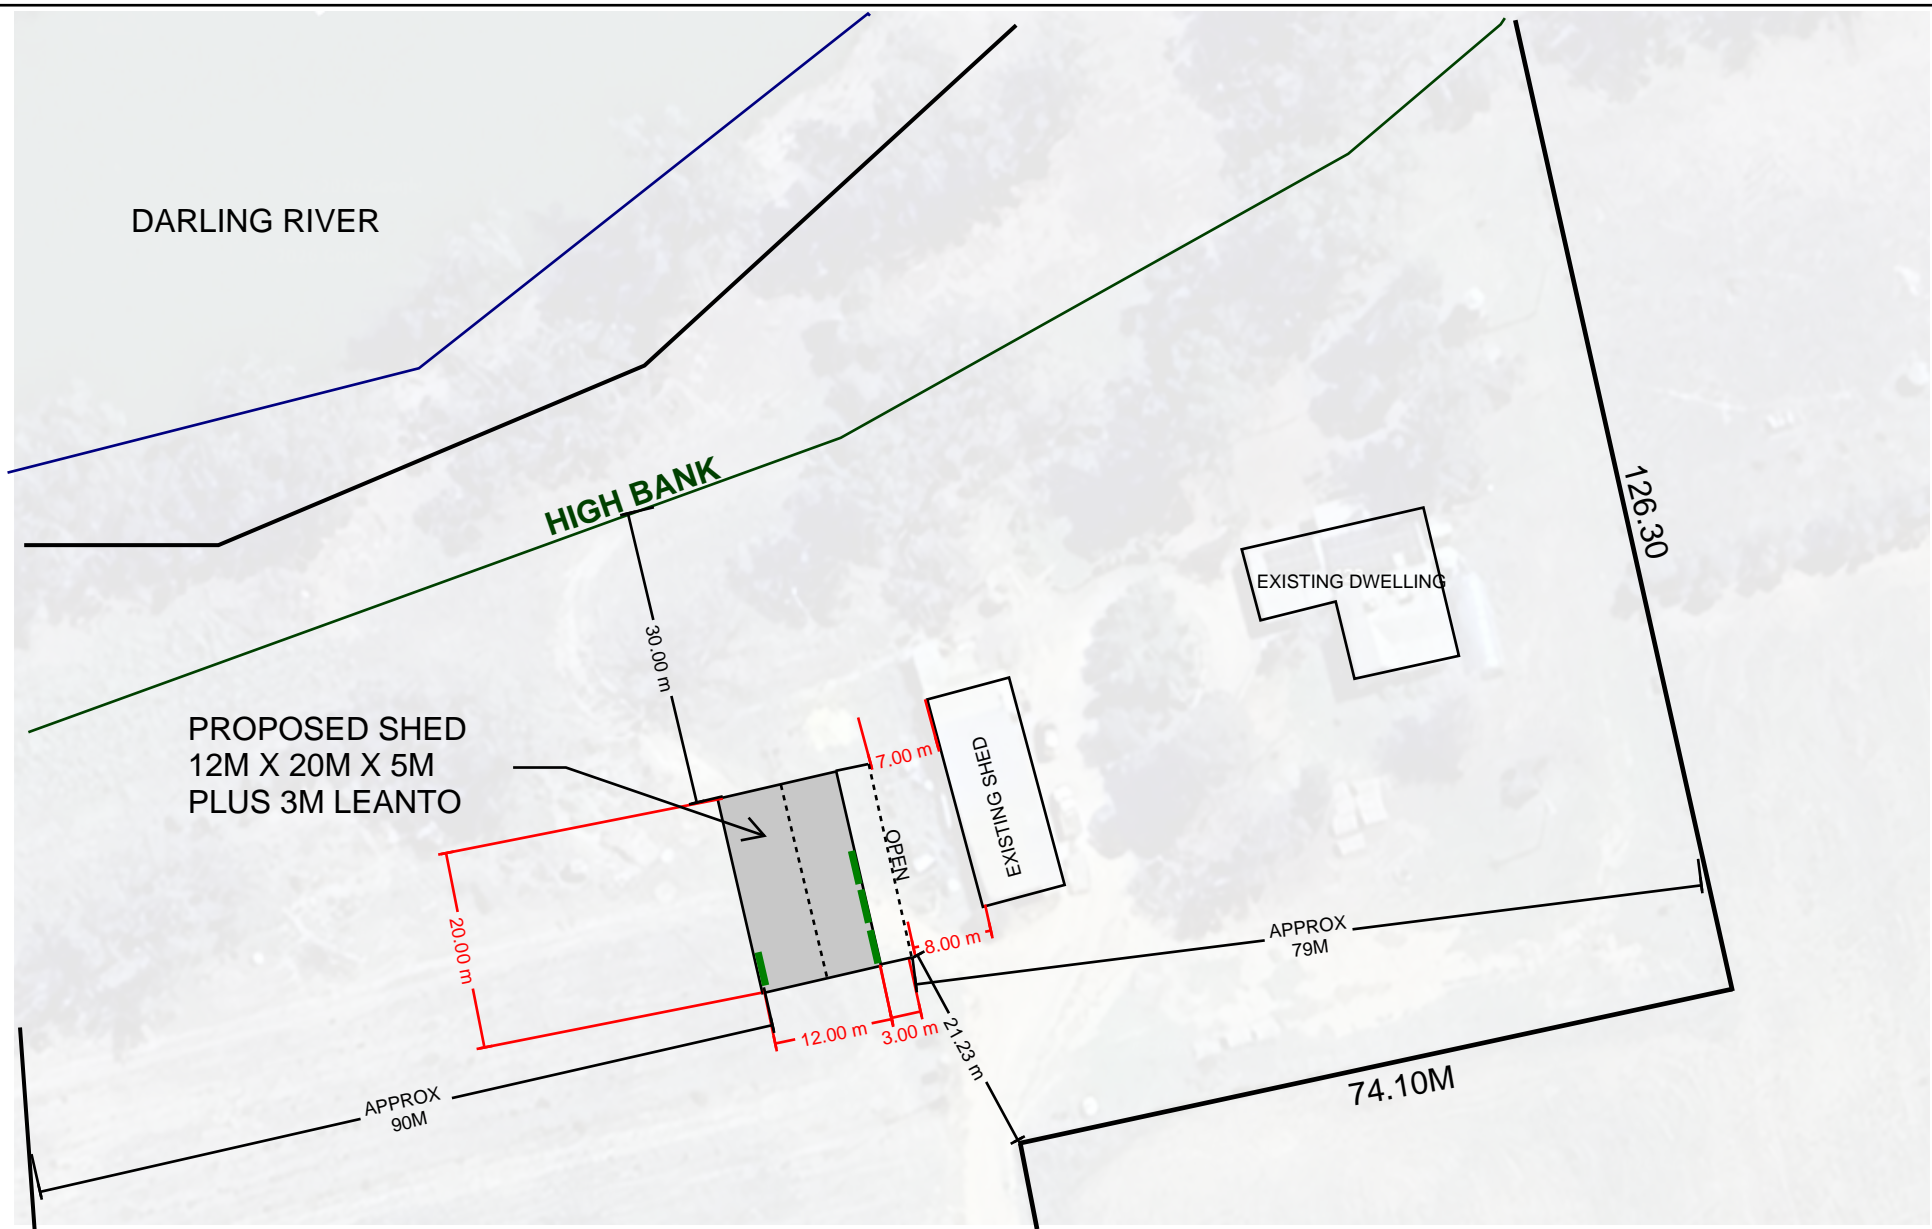 DARLING RIVER
HIGH BANK
126.30
EXISTING DWELLING
30.00 m
PROPOSED SHED
12M X 20M X 5M
PLUS 3M LEANTO
7.00 m
EXISTING SHED
OPEN
20.00 m
8.00 m
APPROX
79M
12.00 m
3.00 m
21.23 m
74.10M
APPROX
90M